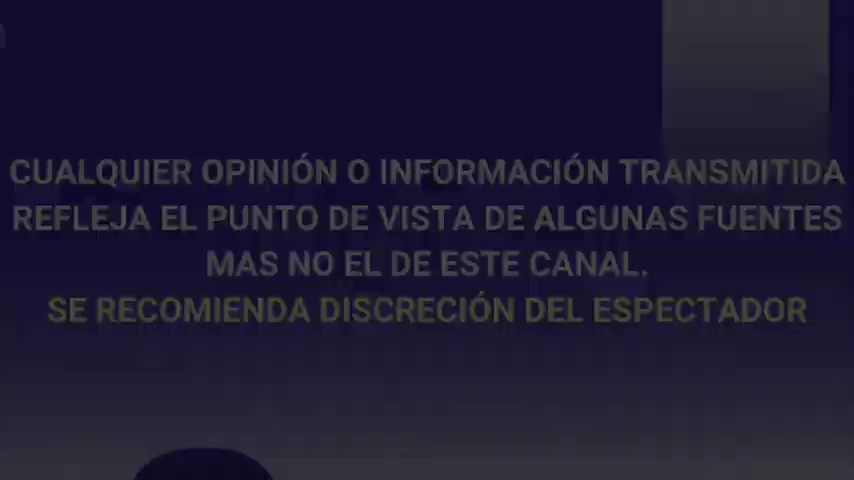 CUALQUIER OPINIÓN O INFORMACIÓN TRANSMITIDA
REFLEJA EL PUNTO DE VISTA DE ALGUNAS FUENTES
MAS NO EL DE ESTE CANAL.
SE RECOMIENDA DISCRECIÓN DEL ESPECTADOR